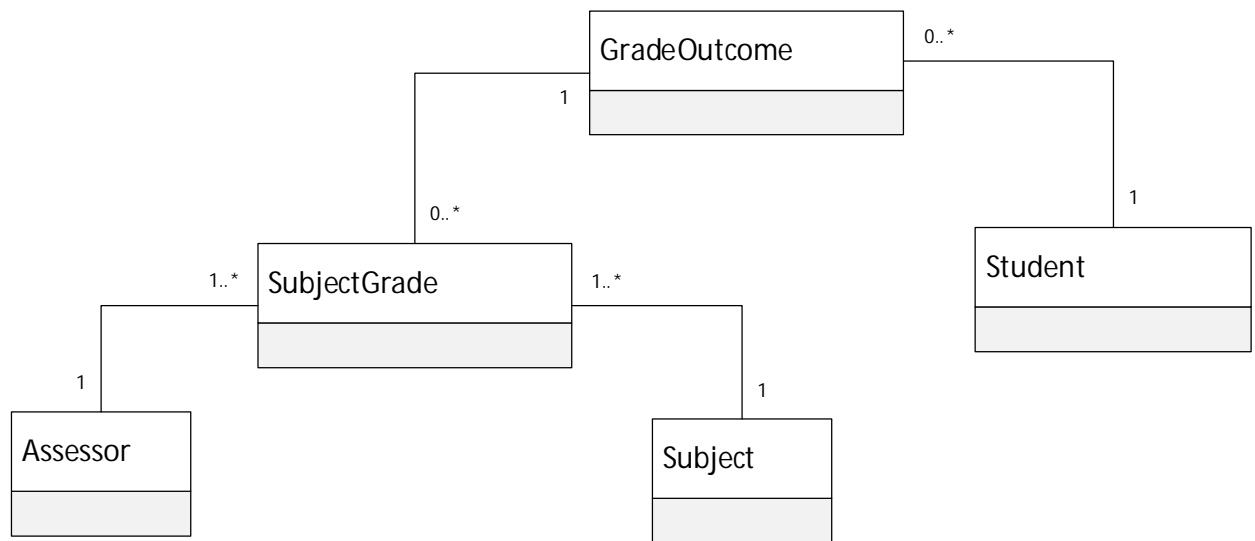 GradeOutcome
0..*
1
1
0..*
1..*
SubjectGrade
1..*
Student
1
1
Assessor
Subject